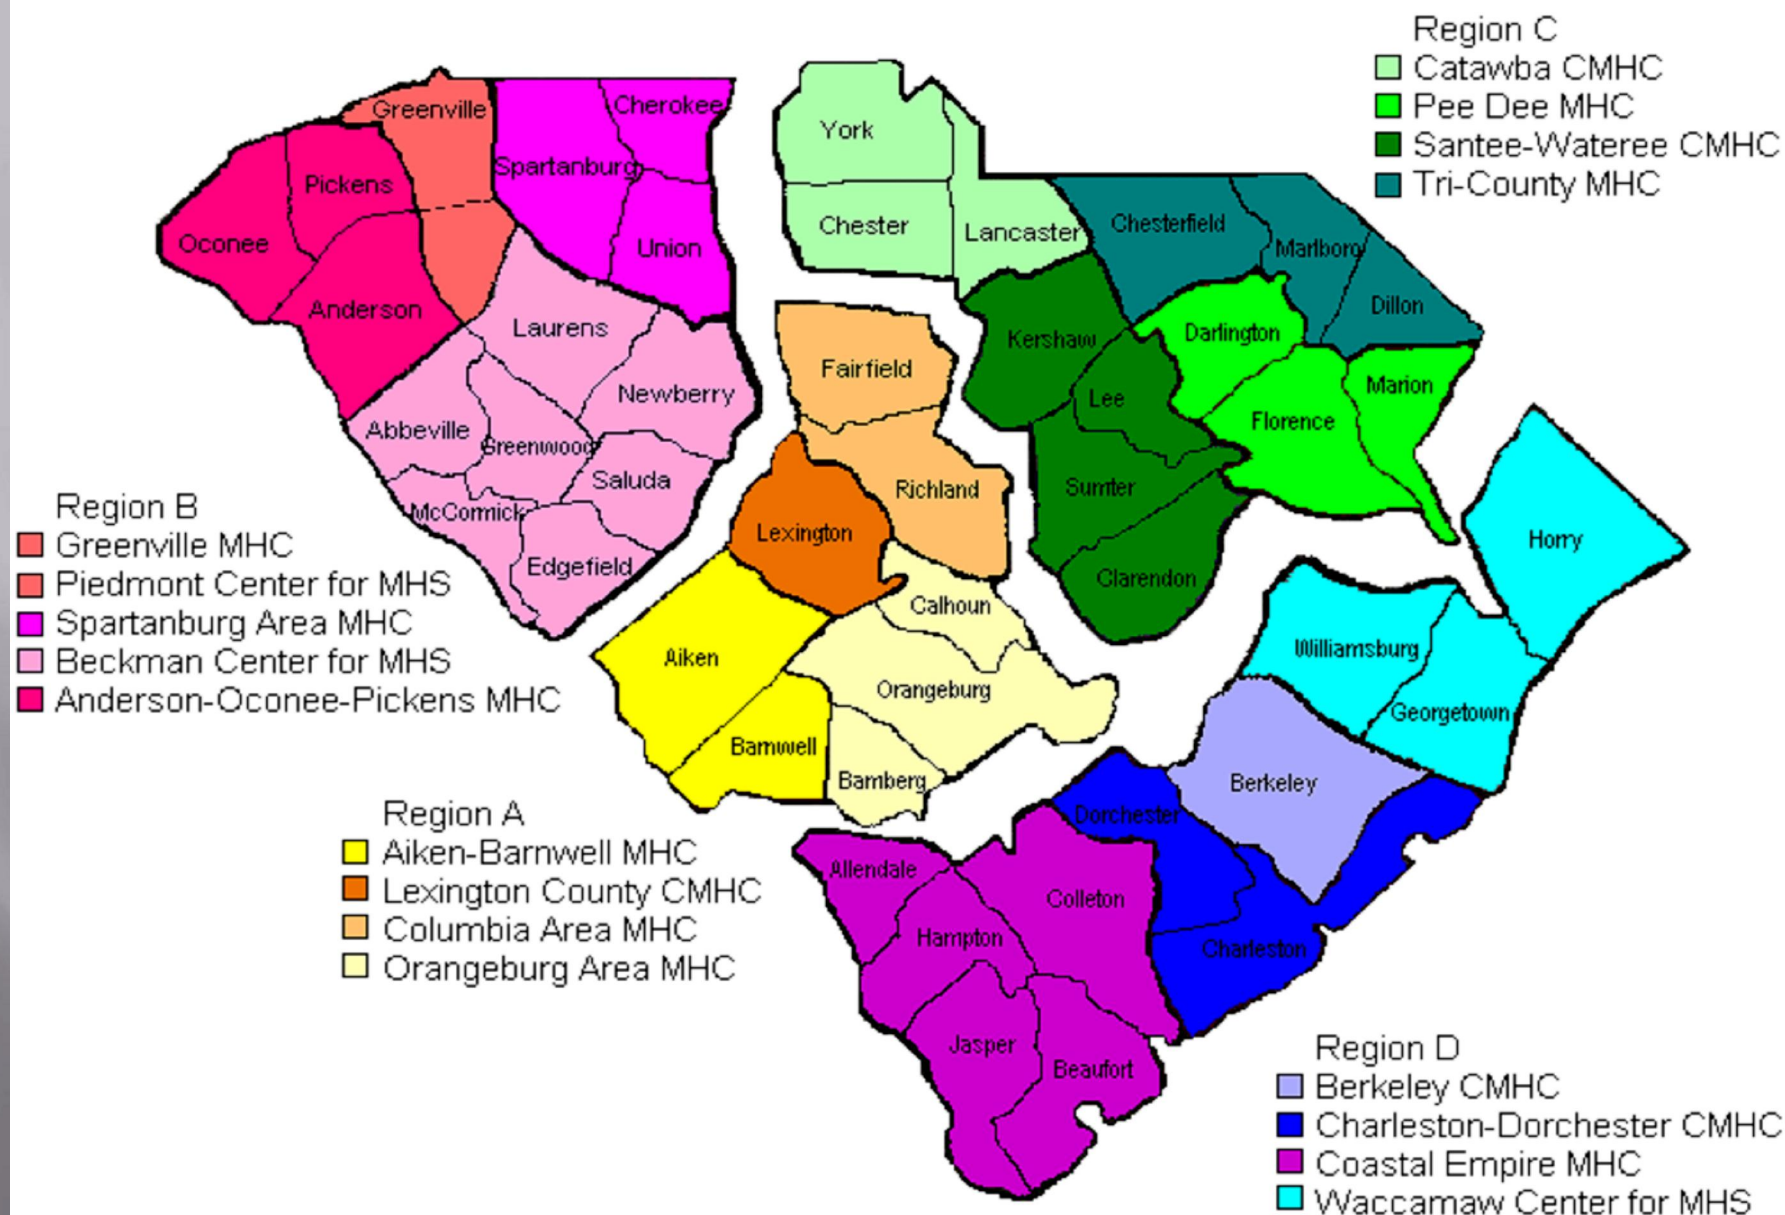 Region C
Catawba CMHC
Pee Dee MHC
Santee-Wateree CMHC
Tri-County MHC
Greenville
Cherokee
Spartanburg
Pickens
Oconee
Union
Anderson
Laurens
Newberry
Abbeville
Greenwood
Saluda
McCormick
Edgefield
York
Chester
Lancaster
Chesterfield
Marlboro
Dillon
Kershaw
Darlington
Lee
Marion
Florence
Sumter
Clarendon
Fairfield
Richland
Lexington
Calhoun
Aiken
Orangeburg
Barnwell
Bamberg
Horry
Williamsburg
Georgetown
Berkeley
Dorchester
Charleston
Allendale
Colleton
Hampton
Jasper
Beaufort
Region B
Greenville MHC
Piedmont Center for MHS
Spartanburg Area MHC
Beckman Center for MHS
Anderson-Oconee-Pickens MHC
Region A
Aiken-Barnwell MHC
Lexington County CMHC
Columbia Area MHC
Orangeburg Area MHC
Region D
Berkeley CMHC
Charleston-Dorchester CMHC
Coastal Empire MHC
Waccamaw Center for MHS